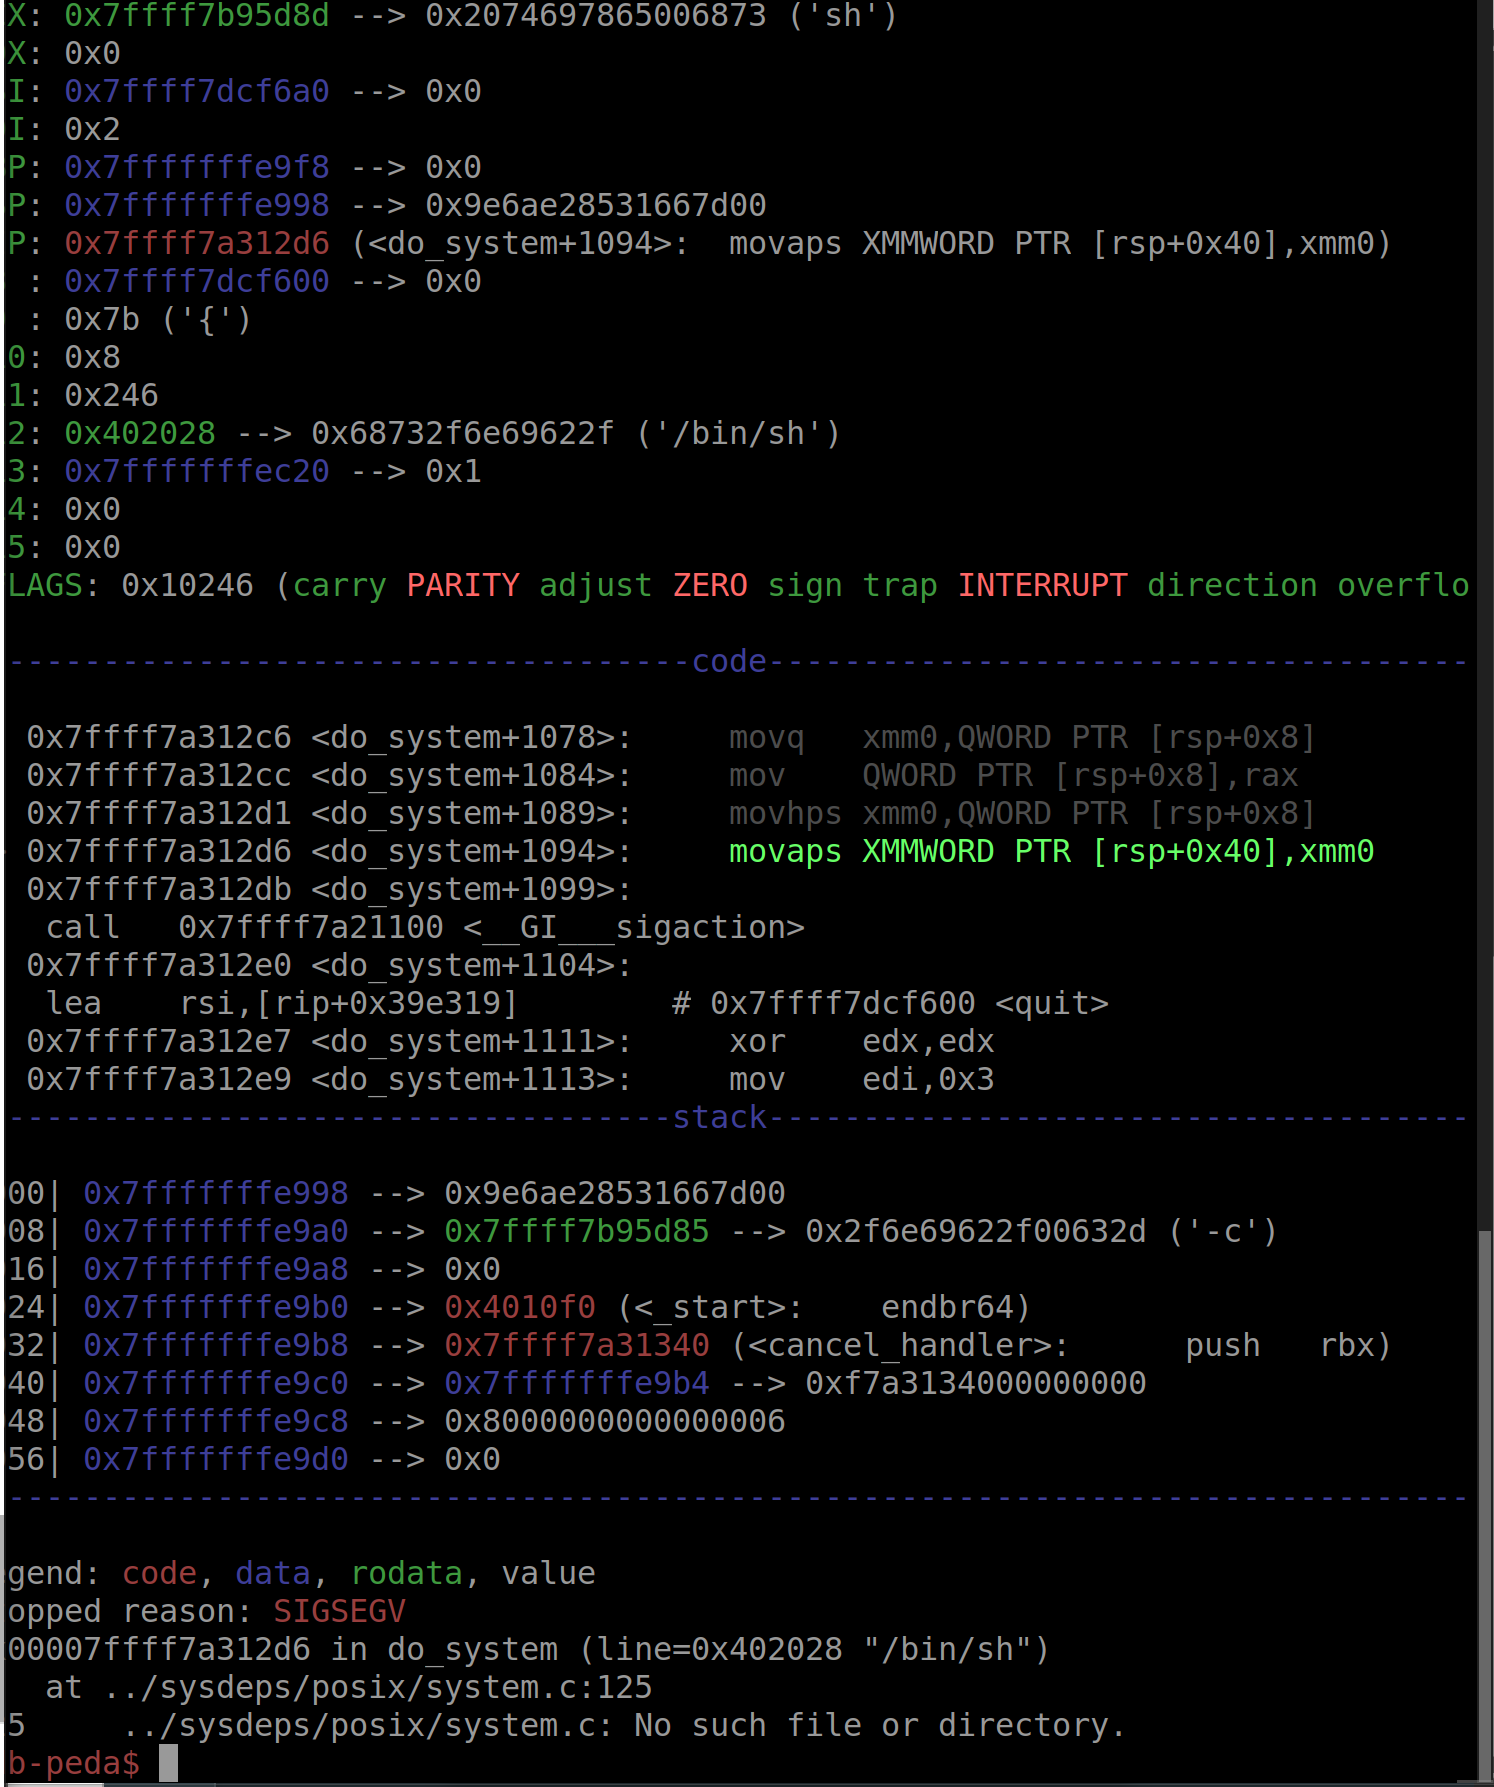 X: 0x7ffff7b95d8d --> 0x2074697865006873 ('sh')
X: 0x0
I: 0x7ffff7dcf6a0 --> 0x0
I: 0x2
P: 0x7fffffffe9f8 --> 0x0
P: 0x7fffffffe998 --> 0x9e6ae28531667d00
P: 0x7ffff7a312d6 (<do_system+1094>:  movaps XMMWORD PTR [rsp+0x40],xmm0)
: 0x7ffff7dcf600 --> 0x0
: 0x7b ('{')
0: 0x8
1: 0x246
2: 0x402028 --> 0x68732f6e69622f ('/bin/sh')
3: 0x7fffffffec20 --> 0x1
4: 0x0
5: 0x0
LAGS: 0x10246 (carry PARITY adjust ZERO sign trap INTERRUPT direction overflo
------------------------------------code-------------------------------------
0x7ffff7a312c6 <do_system+1078>:     movq   xmm0,QWORD PTR [rsp+0x8]
0x7ffff7a312cc <do_system+1084>:     mov    QWORD PTR [rsp+0x8],rax
0x7ffff7a312d1 <do_system+1089>:     movhps xmm0,QWORD PTR [rsp+0x8]
0x7ffff7a312d6 <do_system+1094>:     movaps XMMWORD PTR [rsp+0x40],xmm0
0x7ffff7a312db <do_system+1099>:
call   0x7ffff7a21100 <__GI___sigaction>
0x7ffff7a312e0 <do_system+1104>:
lea    rsi,[rip+0x39e319]        # 0x7ffff7dcf600 <quit>
0x7ffff7a312e7 <do_system+1111>:     xor    edx,edx
0x7ffff7a312e9 <do_system+1113>:     mov    edi,0x3
-----------------------------------stack-------------------------------------
00| 0x7fffffffe998 --> 0x9e6ae28531667d00
08| 0x7fffffffe9a0 --> 0x7ffff7b95d85 --> 0x2f6e69622f00632d ('-c')
16| 0x7fffffffe9a8 --> 0x0
24| 0x7fffffffe9b0 --> 0x4010f0 (<_start>:    endbr64)
32| 0x7fffffffe9b8 --> 0x7ffff7a31340 (<cancel_handler>:      push   rbx)
40| 0x7fffffffe9c0 --> 0x7fffffffe9b4 --> 0xf7a3134000000000
48| 0x7fffffffe9c8 --> 0x8000000000000006
56| 0x7fffffffe9d0 --> 0x0
-----------------------------------------------------------------------------
gend: code, data, rodata, value
opped reason: SIGSEGV
00007ffff7a312d6 in do_system (line=0x402028 "/bin/sh")
at ../sysdeps/posix/system.c:125
5     ../sysdeps/posix/system.c: No such file or directory.
b-peda$